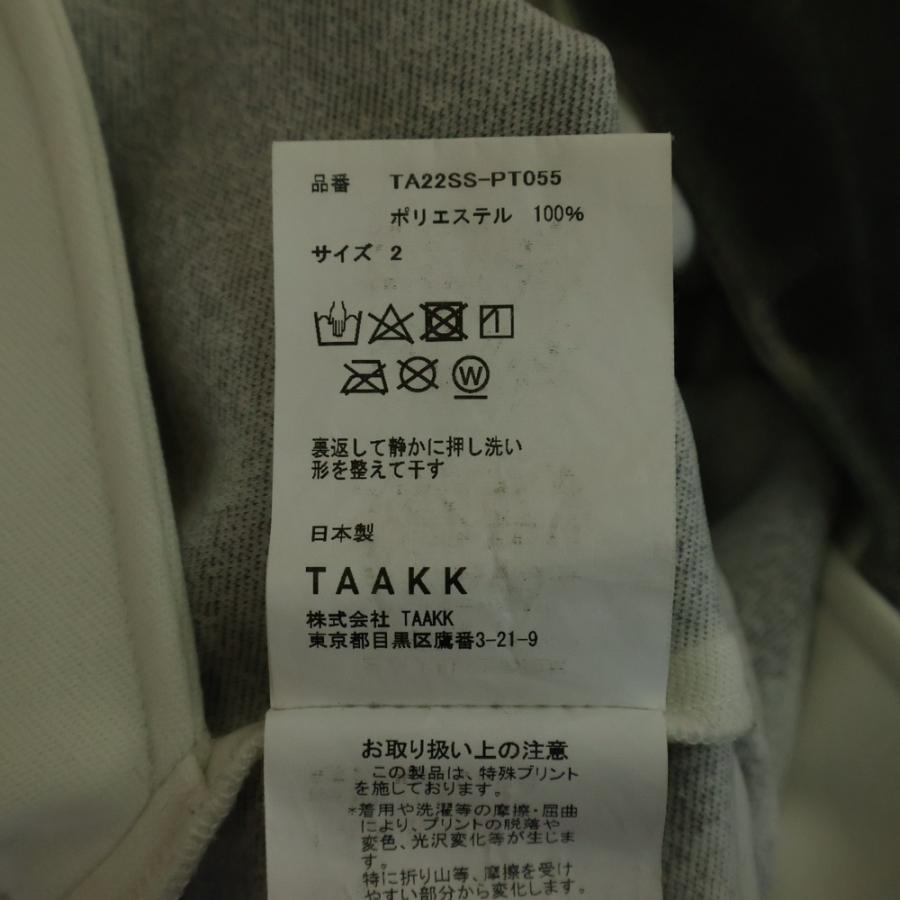 品番 TA22SS-PT055
ポリエステル 100%
サイズ 2
W
裏返して静かに押し洗い
形を整えて干す
日本製
TAAKK
株式会社 TAAKK
東京都目黒区鷹番3-21-9
お取り扱い上の注意
この製品は、特殊プリント
を施しております。
*着用や洗濯等の摩擦・屈曲
により、プリントの脱落や
変色、光沢変化等が生じま
す。
特に折り山等、摩擦を受け
やすい部分から変化します。